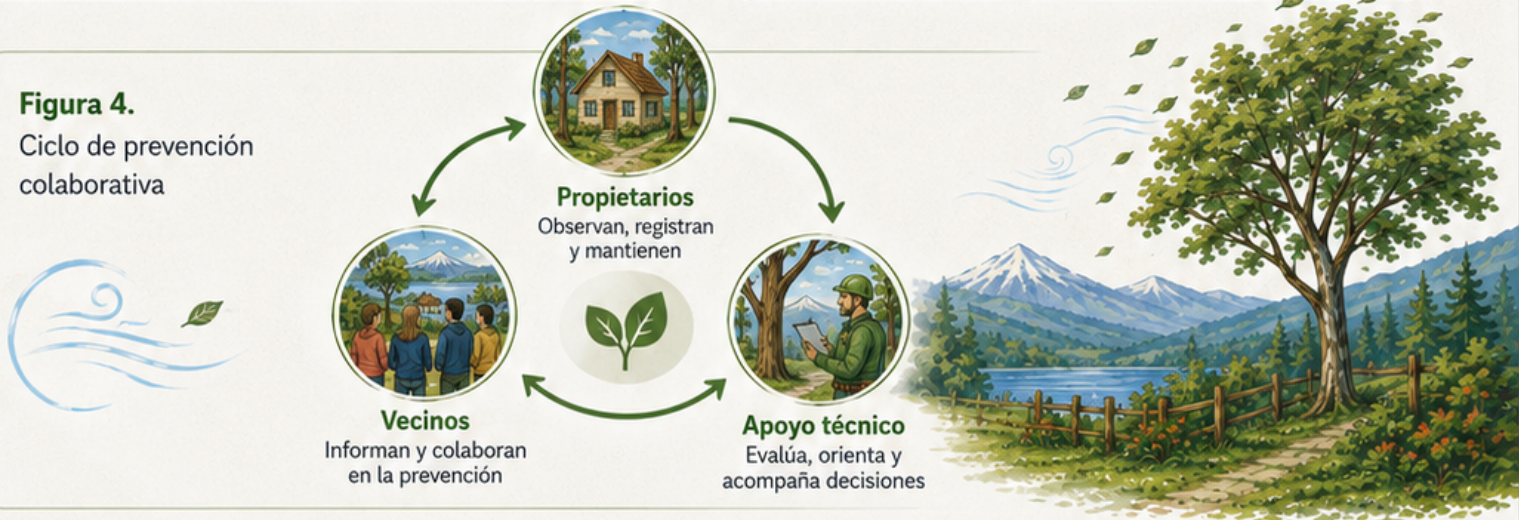 Figura 4.
Ciclo de prevención
colaborativa
Propietarios
Observan, registran
y mantienen
Vecinos
Informan y colaboran
en la prevención
Apoyo técnico
Evalúa, orienta y
acompaña decisiones